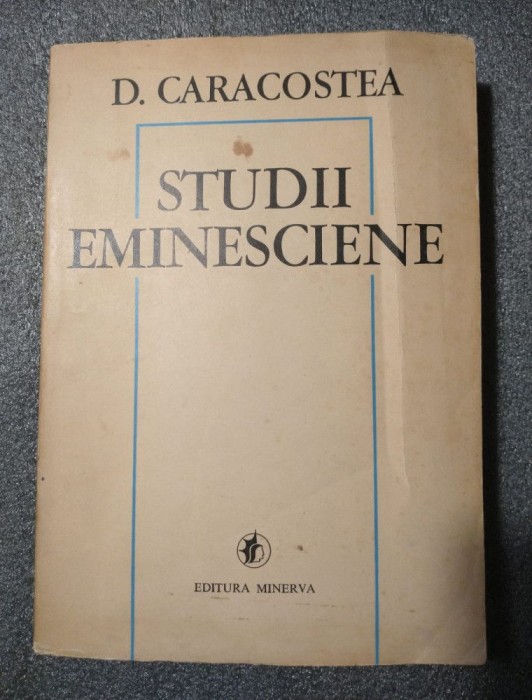 D. CARACOSTEA
STUDII
EMINESCIENE
EDITURA MINERVA